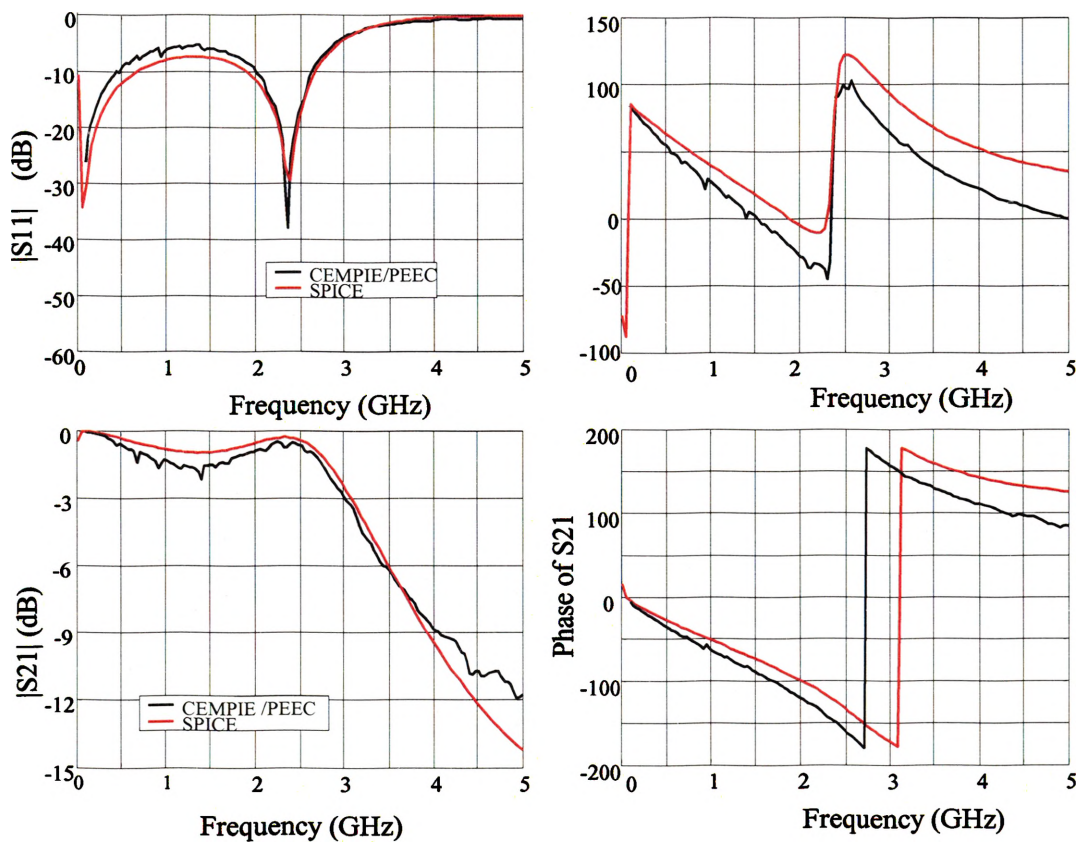 0
-10
-20
-30
-40
-50
-60
|S11| (dB)
CEMPIE/PEEC
SPICE
0 1 2 3 4 5
Frequency (GHz)
150
100
0
-50
-100
0 1 2 3 4 5
Frequency (GHz)
0
-3
-6
-9
-12
-15
|S21| (dB)
CEMPIE /PEEC
SPICE
0 1 2 3 4 5
Frequency (GHz)
200
100
0
-100
-200
Phase of S21
0 1 2 3 4 5
Frequency (GHz)